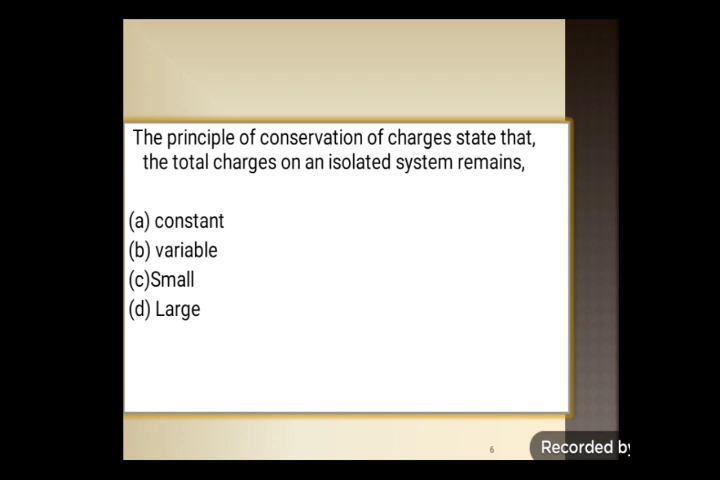 The principle of conservation of charges state that,
the total charges on an isolated system remains,
(a) constant
(b) variable
(c)Small
(d) Large
6
Recorded by